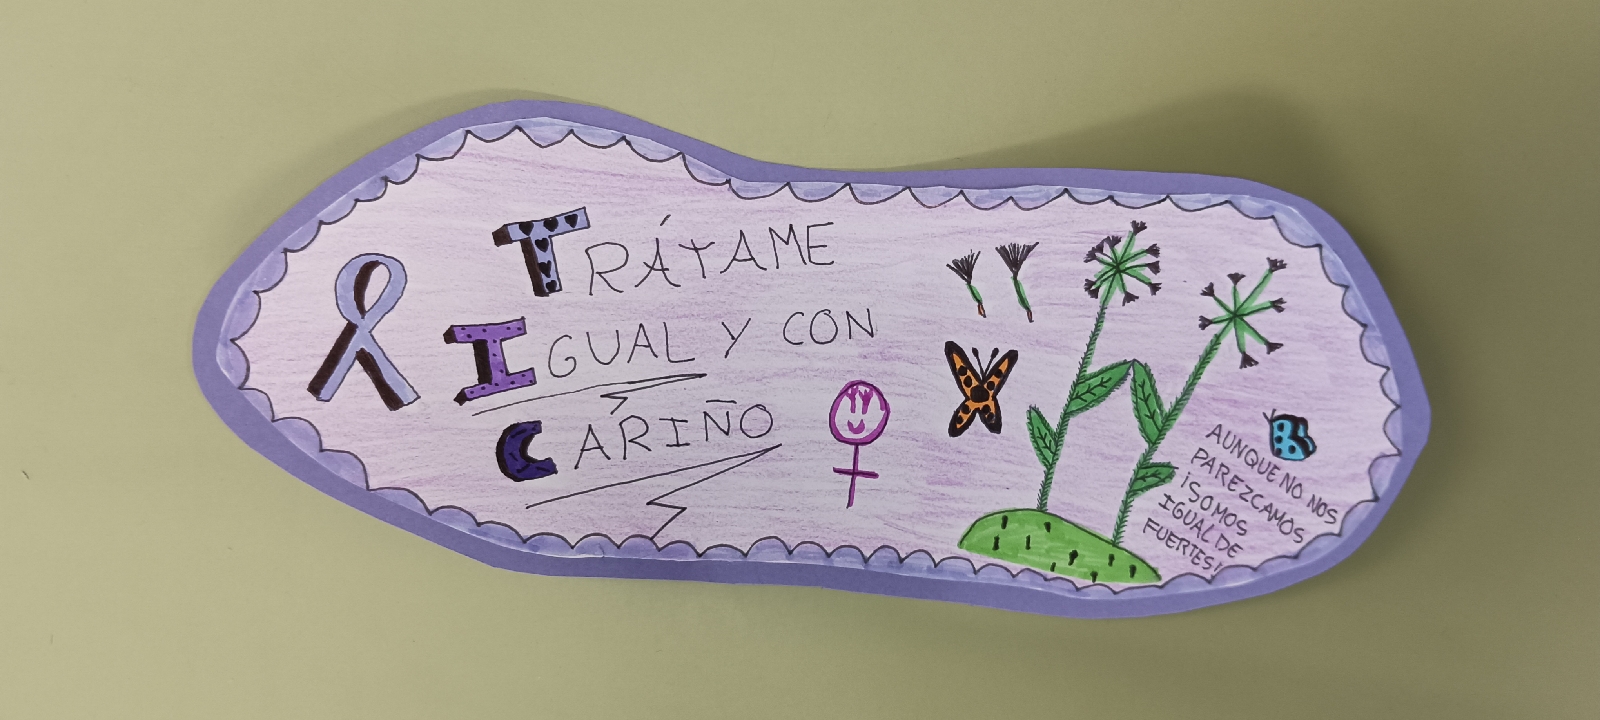 TRÁTAME
IGUAL Y CON
CARIÑO
AUNQUE NO NOS
PAREZCAMOS
¡SOMOS
IGUAL DE
FUERTES!